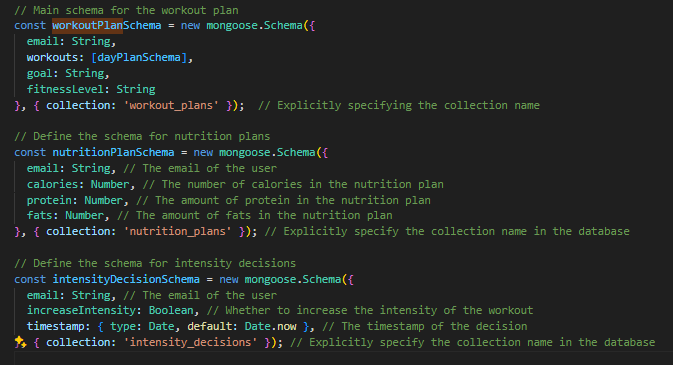 // Main schema for the workout plan
const workoutPlanSchema = new mongoose.Schema({
  email: String,
  workouts: [dayPlanSchema],
  goal: String,
  fitnessLevel: String
}, { collection: 'workout_plans' });  // Explicitly specifying the collection name

// Define the schema for nutrition plans
const nutritionPlanSchema = new mongoose.Schema({
  email: String, // The email of the user
  calories: Number, // The number of calories in the nutrition plan
  protein: Number, // The amount of protein in the nutrition plan
  fats: Number, // The amount of fats in the nutrition plan
}, { collection: 'nutrition_plans' }); // Explicitly specify the collection name in the database

// Define the schema for intensity decisions
const intensityDecisionSchema = new mongoose.Schema({
  email: String, // The email of the user
  increaseIntensity: Boolean, // Whether to increase the intensity of the workout
  timestamp: { type: Date, default: Date.now }, // The timestamp of the decision
}, { collection: 'intensity_decisions' }); // Explicitly specify the collection name in the database